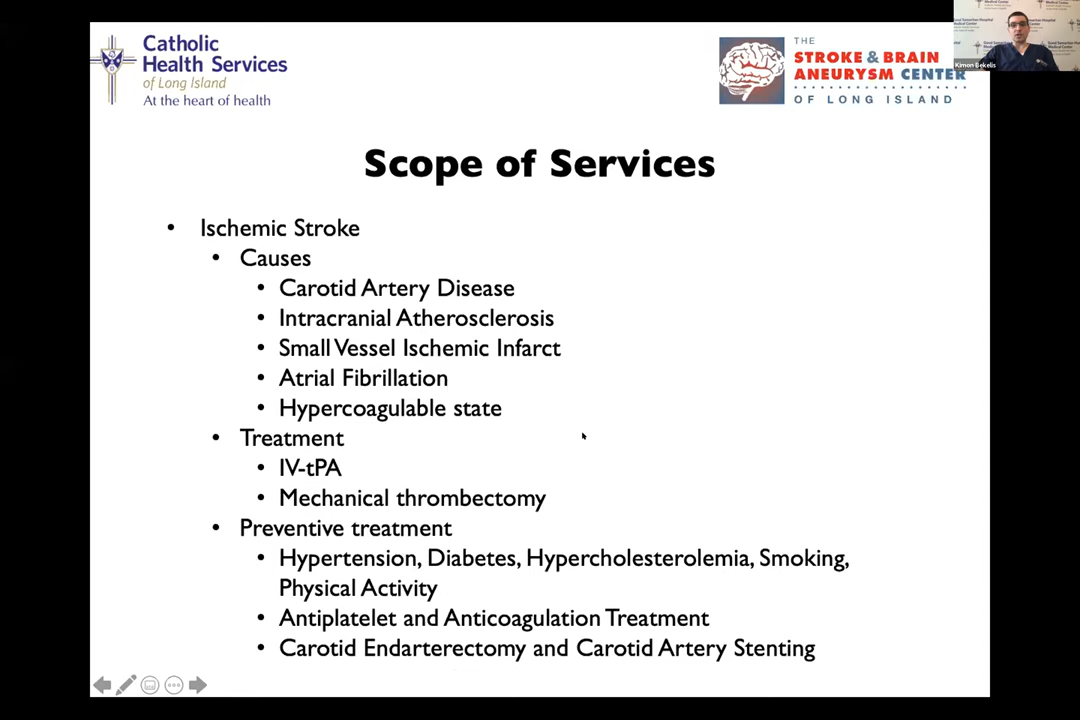 Catholic
Health Services
of Long Island
At the heart of health
THE
STROKE & BRAIN
ANEURYSM CENTER
OF LONG ISLAND
Kimon Bekelis
Scope of Services
• Ischemic Stroke
• Causes
• Carotid Artery Disease
• Intracranial Atherosclerosis
• Small Vessel Ischemic Infarct
• Atrial Fibrillation
• Hypercoagulable state
• Treatment
• IV-tPA
• Mechanical thrombectomy
• Preventive treatment
• Hypertension, Diabetes, Hypercholesterolemia, Smoking,
Physical Activity
• Antiplatelet and Anticoagulation Treatment
• Carotid Endarterectomy and Carotid Artery Stenting